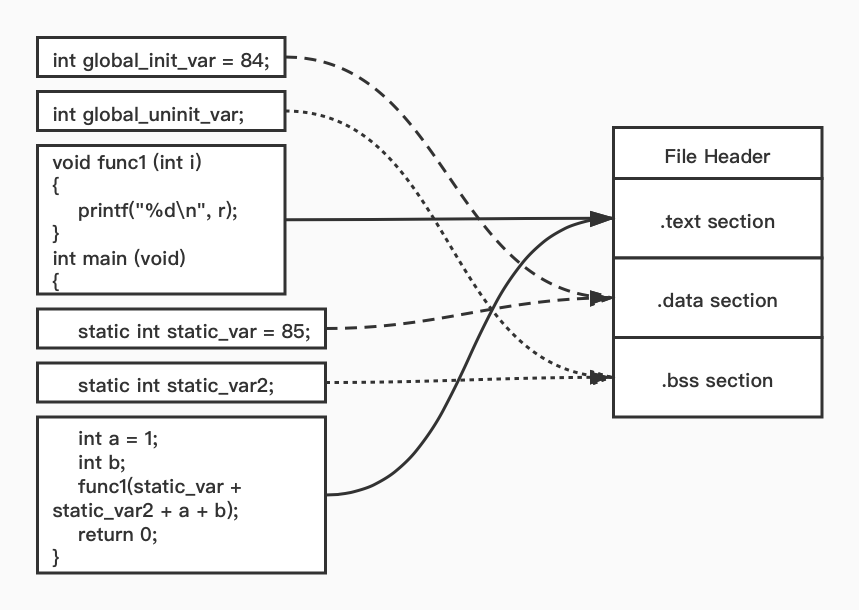 int global_init_var = 84;
int global_uninit_var;
void func1 (int i)
{
printf("%d\n", r);
}
int main (void)
{
static int static_var = 85;
static int static_var2;
int a = 1;
int b;
func1(static_var +
static_var2 + a + b);
return 0;
}
File Header
.text section
.data section
.bss section